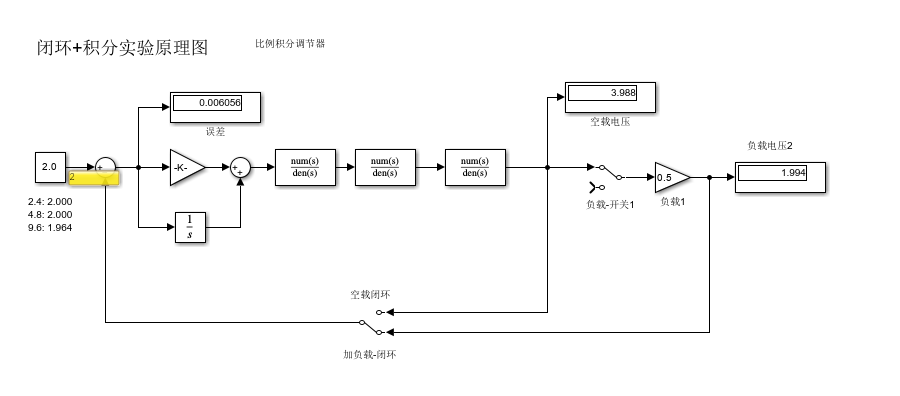 闭环+积分实验原理图
比例积分调节器
0.006056
误差
3.988
空载电压
负载电压2
2.0
+
2
-K-
+
+
num(s)
den(s)
num(s)
den(s)
num(s)
den(s)
负载-开关1
0.5
负载1
1.994
2.4: 2.000
4.8: 2.000
9.6: 1.964
1
s
空载闭环
加负载-闭环